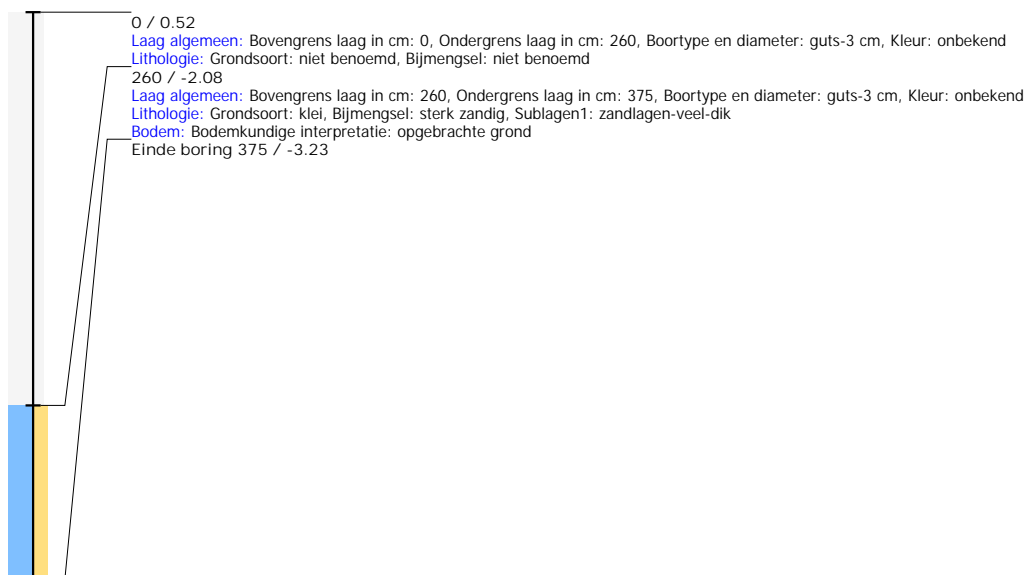 0 / 0.52
Laag algemeen: Bovengrens laag in cm: 0, Ondergrens laag in cm: 260, Boortype en diameter: guts-3 cm, Kleur: onbekend
Lithologie: Grondsoort: niet benoemd, Bijmengsel: niet benoemd
260 / -2.08
Laag algemeen: Bovengrens laag in cm: 260, Ondergrens laag in cm: 375, Boortype en diameter: guts-3 cm, Kleur: onbekend
Lithologie: Grondsoort: klei, Bijmengsel: sterk zandig, Sublagen1: zandlagen-veel-dik
Bodem: Bodemkundige interpretatie: opgebrachte grond
Einde boring 375 / -3.23